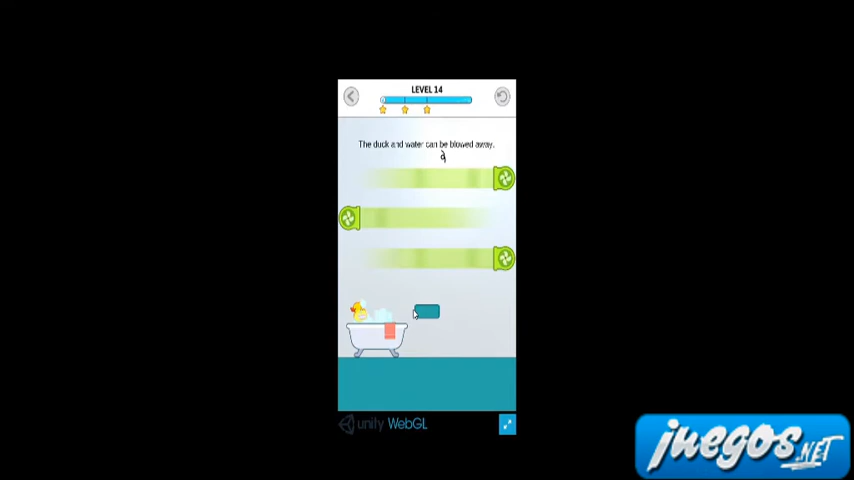 LEVEL 14
The duck and water can be blowed away.
unity WebGL
juegos.NET